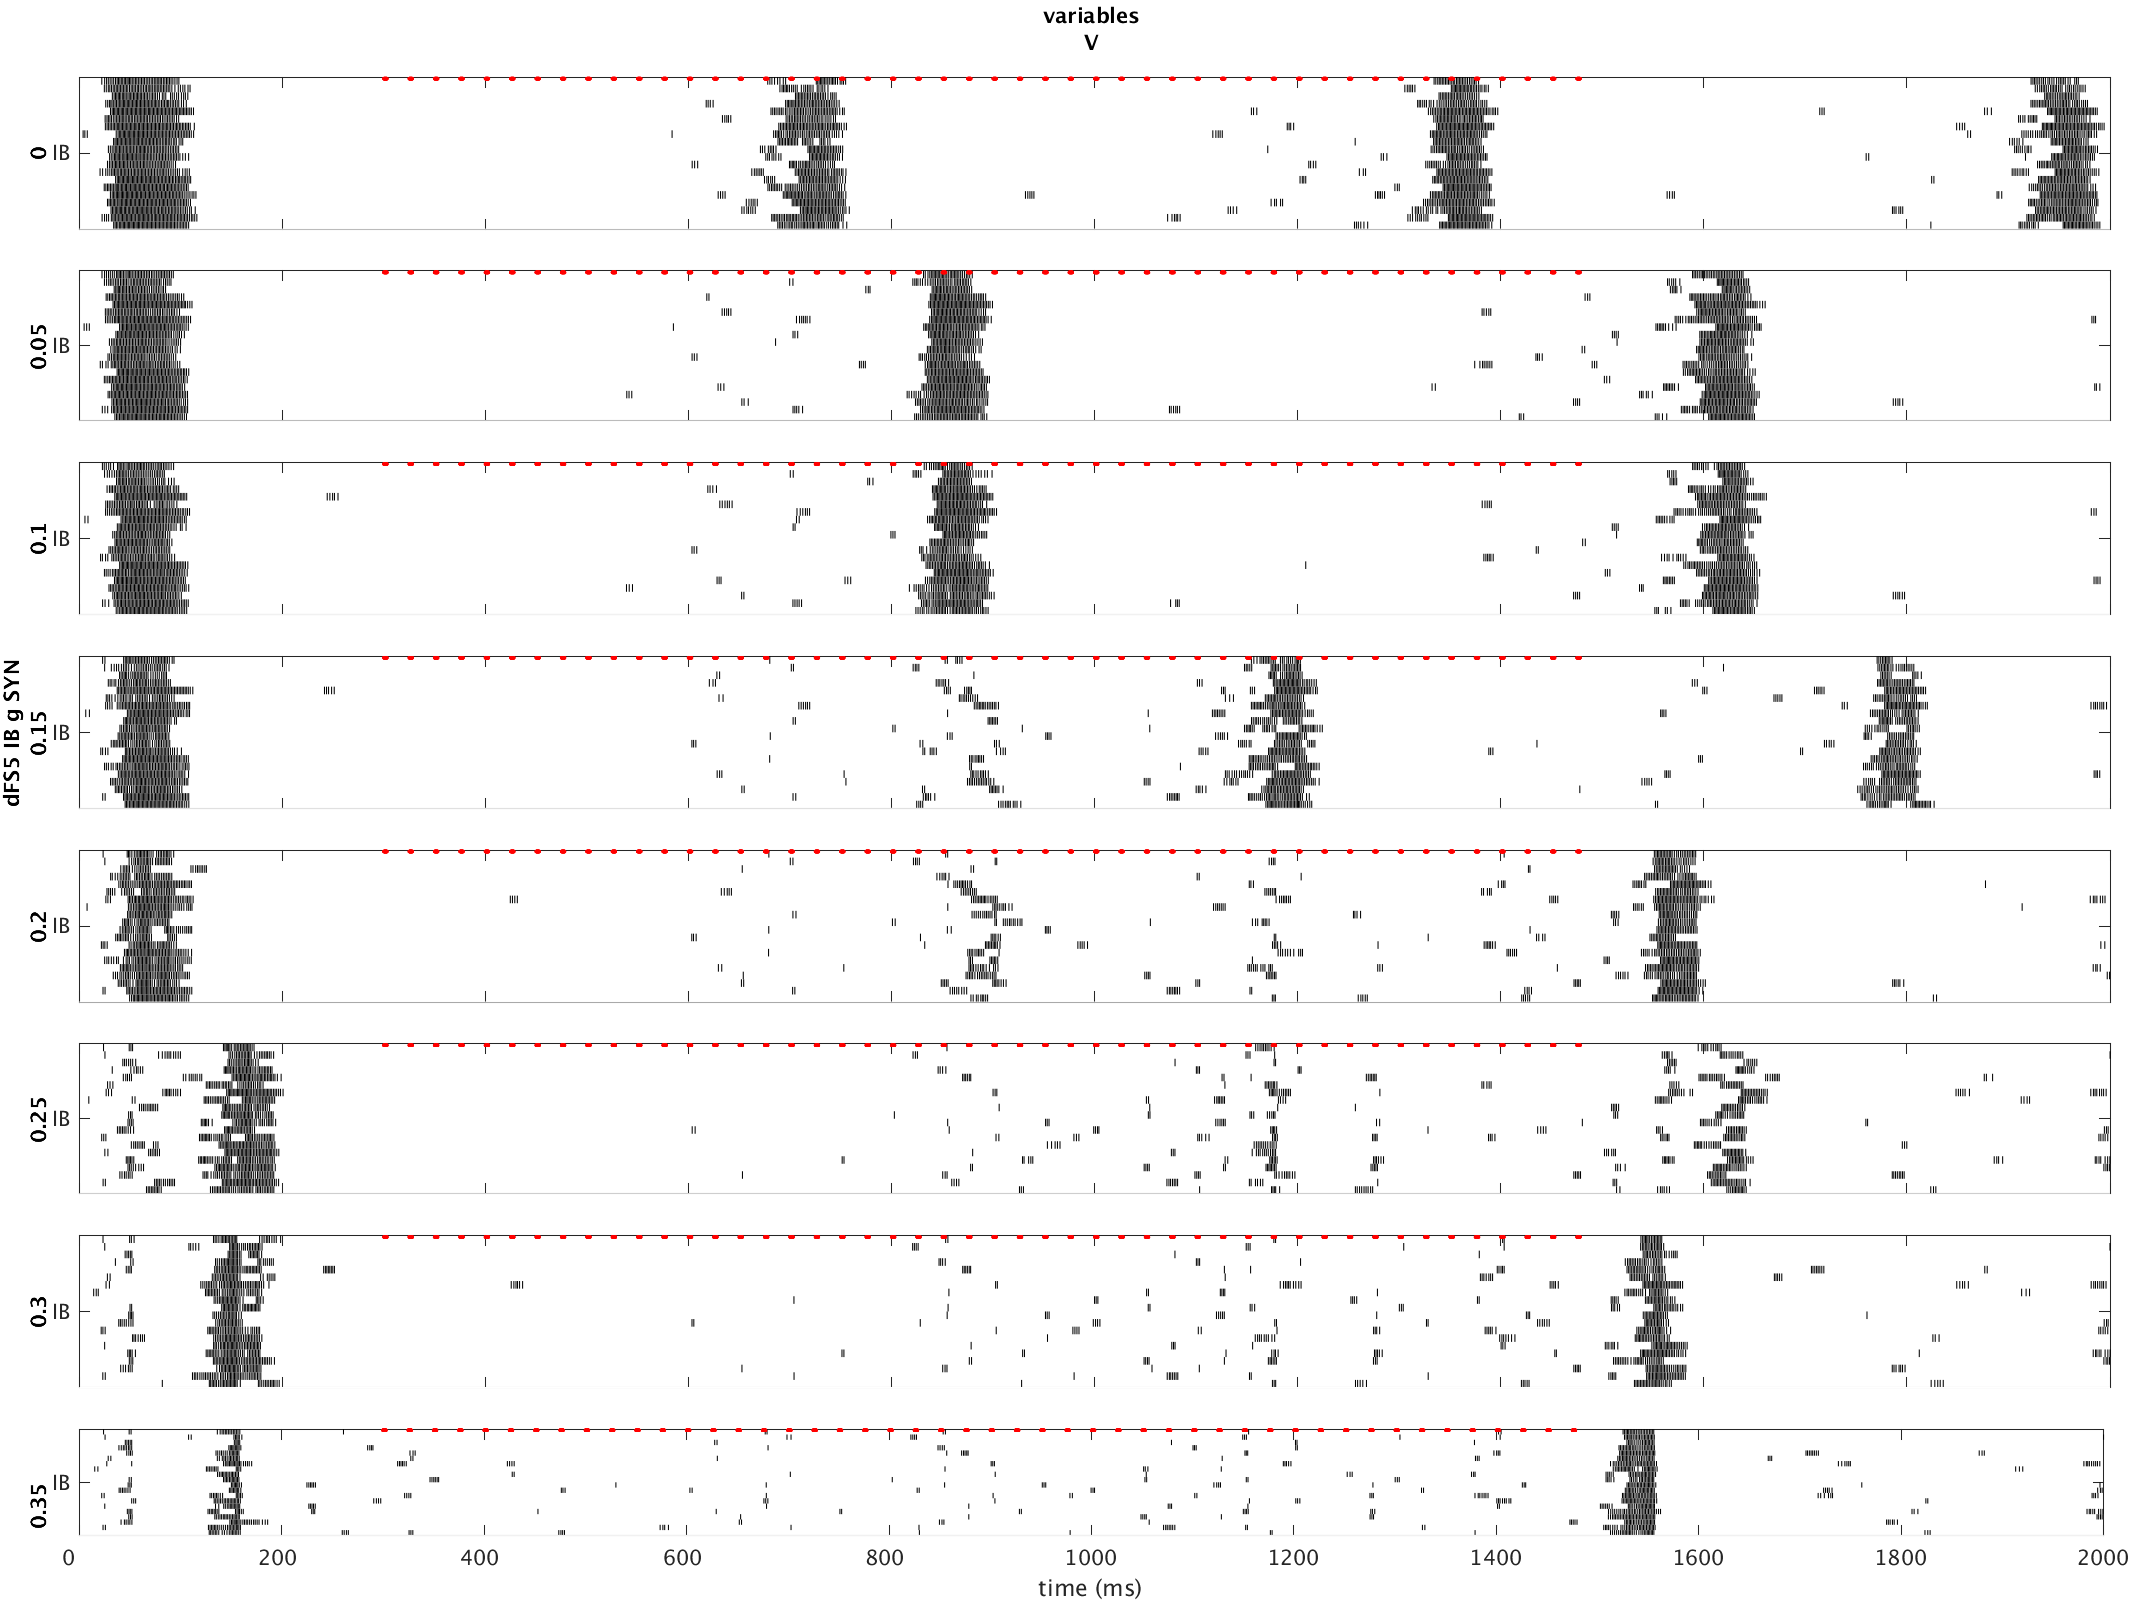 variables
V
dFS5 IB g SYN
0 IB
0.05 IB
0.1 IB
0.15 IB
0.2 IB
0.25 IB
0.3 IB
0.35 IB
0 200 400 600 800 1000 1200 1400 1600 1800 2000
time (ms)